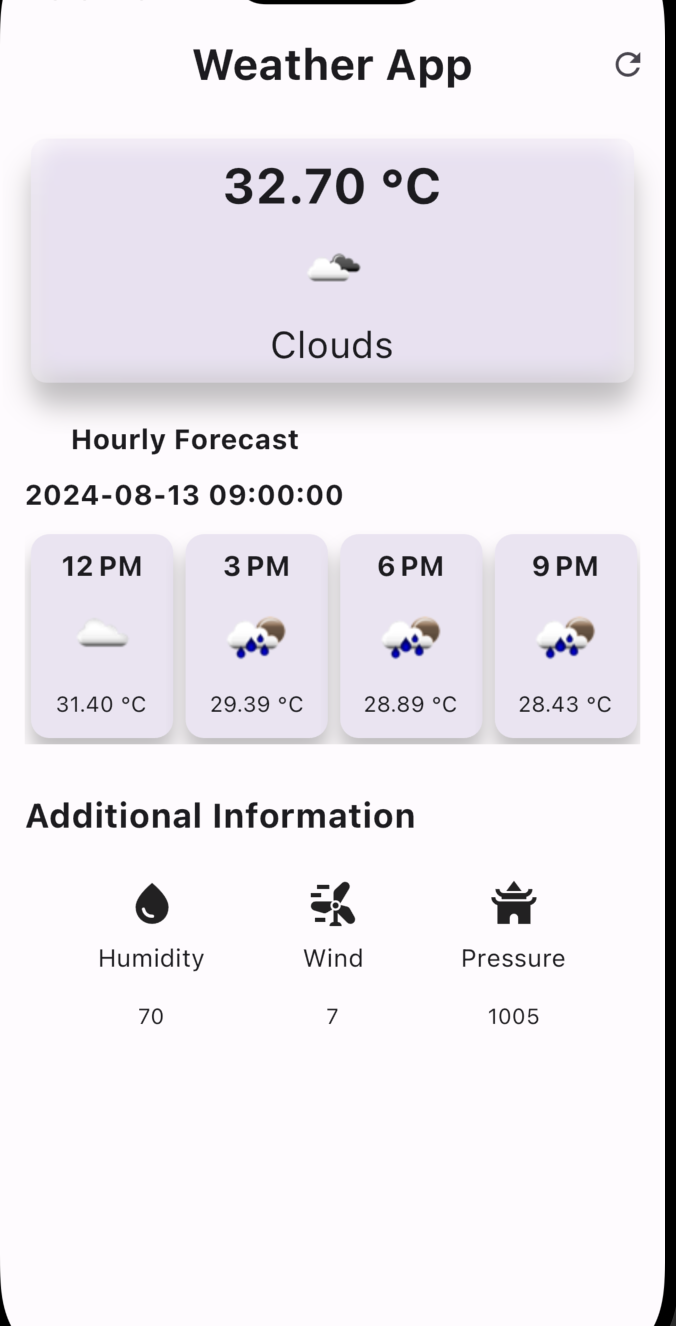 Weather App
32.70 °C
Clouds
Hourly Forecast
2024-08-13 09:00:00
12 PM 3 PM 6 PM 9 PM
31.40 °C 29.39 °C 28.89 °C 28.43 °C
Additional Information
Humidity Wind Pressure
70 7 1005